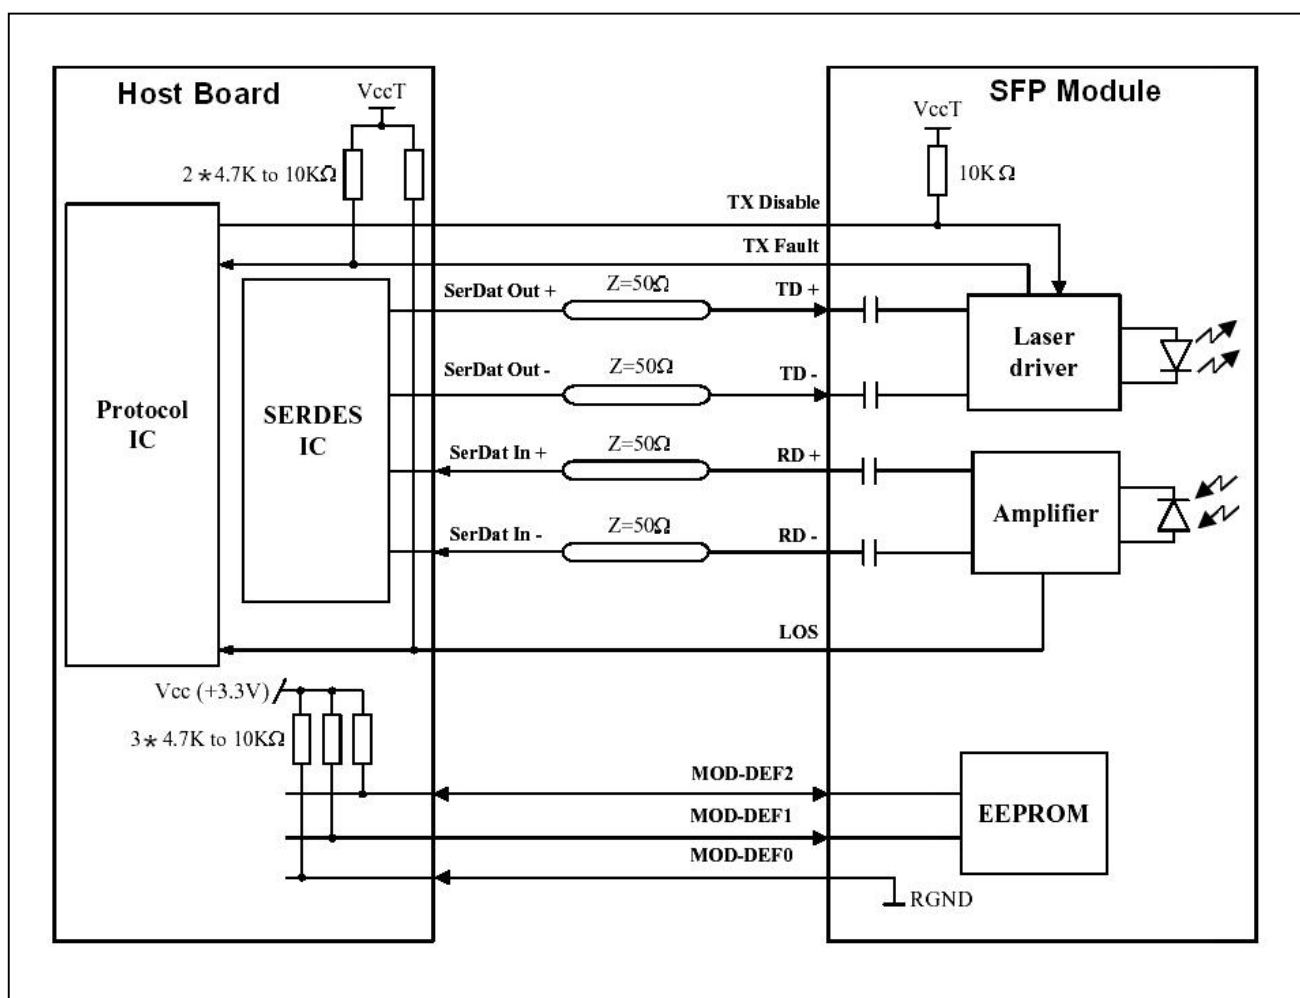 Host Board
SFP Module
VccT
VccT
2*4.7K to 10KΩ
10KΩ
TX Disable
TX Fault
SerDat Out +
Z=50Ω
TD +
SerDat Out -
Z=50Ω
TD -
Laser
driver
Protocol
IC
SERDES
IC
SerDat In +
Z=50Ω
RD +
SerDat In -
Z=50Ω
RD -
Amplifier
LOS
Vcc (+3.3V)
3* 4.7K to 10KΩ
MOD-DEF2
MOD-DEF1
MOD-DEF0
EEPROM
RGND